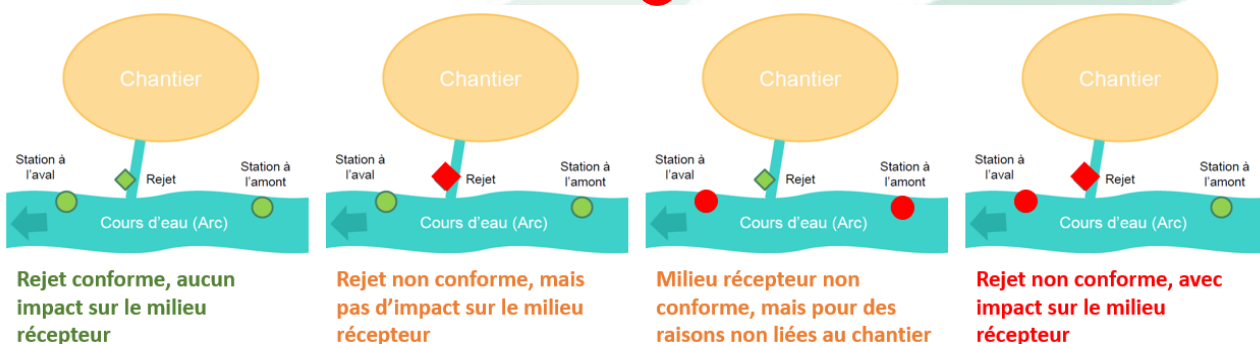 Chantier
Station à
l'aval
Rejet
Station à
l'amont
Cours d'eau (Arc)
Rejet conforme, aucun
impact sur le milieu
récepteur
Chantier
Station à
l'aval
Rejet
Station à
l'amont
Cours d'eau (Arc)
Rejet non conforme, mais
pas d'impact sur le milieu
récepteur
Chantier
Station à
l'aval
Rejet
Station à
l'amont
Cours d'eau (Arc)
Milieu récepteur non
conforme, mais pour des
raisons non liées au chantier
Chantier
Station à
l'aval
Rejet
Station à
l'amont
Cours d'eau (Arc)
Rejet non conforme, avec
impact sur le milieu
récepteur